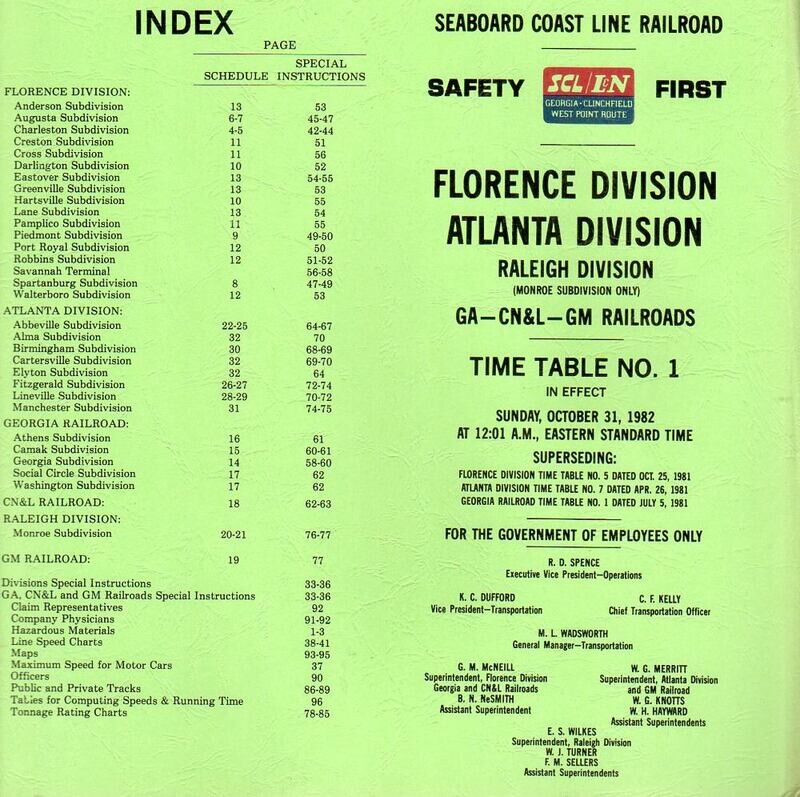 INDEX
PAGE
SCHEDULE SPECIAL INSTRUCTIONS
FLORENCE DIVISION:
Anderson Subdivision 13 53
Augusta Subdivision 6-7 45-47
Charleston Subdivision 4-5 42-44
Creston Subdivision 11 51
Cross Subdivision 11 56
Darlington Subdivision 10 52
Eastover Subdivision 13 54-55
Greenville Subdivision 13 53
Hartsville Subdivision 10 55
Lane Subdivision 13 54
Pamplico Subdivision 11 55
Piedmont Subdivision 9 49-50
Port Royal Subdivision 12 50
Robbins Subdivision 12 51-52
Savannah Terminal 56-58
Spartanburg Subdivision 8 47-49
Walterboro Subdivision 12 53
ATLANTA DIVISION:
Abbeville Subdivision 22-25 64-67
Alma Subdivision 32 70
Birmingham Subdivision 30 68-69
Cartersville Subdivision 32 69-70
Elyton Subdivision 32 64
Fitzgerald Subdivision 26-27 72-74
Lineville Subdivision 28-29 70-72
Manchester Subdivision 31 74-75
GEORGIA RAILROAD:
Athens Subdivision 16 61
Camak Subdivision 15 60-61
Georgia Subdivision 14 58-60
Social Circle Subdivision 17 62
Washington Subdivision 17 62
CN&L RAILROAD: 18 62-63
RALEIGH DIVISION:
Monroe Subdivision 20-21 76-77
GM RAILROAD: 19 77
Divisions Special Instructions 33-36
GA, CN&L and GM Railroads Special Instructions 33-36
Claim Representatives 92
Company Physicians 91-92
Hazardous Materials 1-3
Line Speed Charts 38-41
Maps 93-95
Maximum Speed for Motor Cars 37
Officers 90
Public and Private Tracks 86-89
Tables for Computing Speeds & Running Time 96
Tonnage Rating Charts 78-85
SEABOARD COAST LINE RAILROAD
SAFETY SCL/L&N FIRST
GEORGIA·CLINCHFIELD
WEST POINT ROUTE
FLORENCE DIVISION
ATLANTA DIVISION
RALEIGH DIVISION
(MONROE SUBDIVISION ONLY)
GA—CN&L—GM RAILROADS
TIME TABLE NO. 1
IN EFFECT
SUNDAY, OCTOBER 31, 1982
AT 12:01 A.M., EASTERN STANDARD TIME
SUPERSEDING:
FLORENCE DIVISION TIME TABLE NO. 5 DATED OCT. 25, 1981
ATLANTA DIVISION TIME TABLE NO. 7 DATED APR. 26, 1981
GEORGIA RAILROAD TIME TABLE NO. 1 DATED JULY 5, 1981
FOR THE GOVERNMENT OF EMPLOYEES ONLY
R. D. SPENCE
Executive Vice President—Operations
K. C. DUFFORD
Vice President—Transportation
C. F. KELLY
Chief Transportation Officer
M. L. WADSWORTH
General Manager—Transportation
G. M. McNEILL
Superintendent, Florence Division
Georgia and CN&L Railroads
B. N. NeSMITH
Assistant Superintendent
W. G. MERRITT
Superintendent, Atlanta Division
and GM Railroad
W. G. KNOTTS
W. H. HAYWARD
Assistant Superintendents
E. S. WILKES
Superintendent, Raleigh Division
W. J. TURNER
F. M. SELLERS
Assistant Superintendents